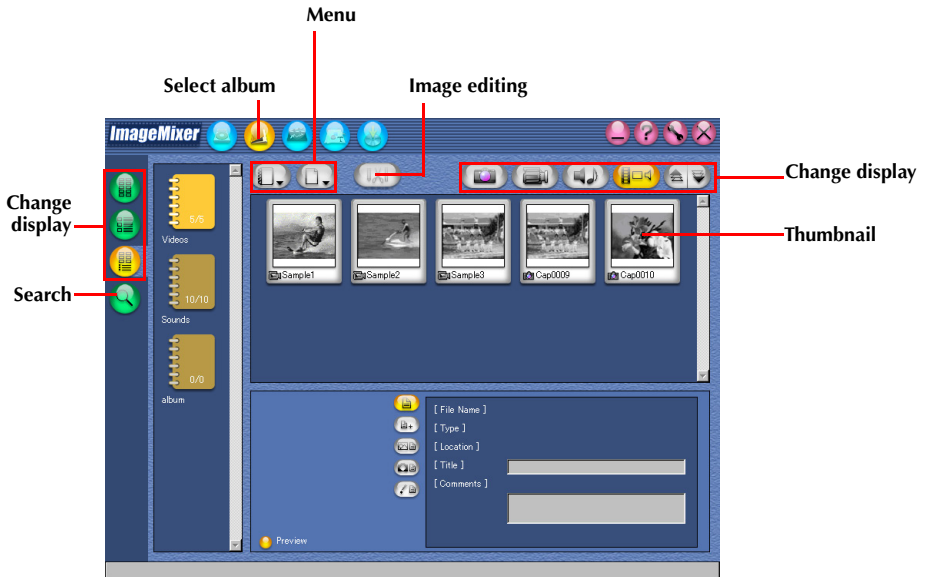 Menu
Select album
Image editing
ImageMixer
Change display
Change
display
Thumbnail
Search
5/5
Videos
10/10
Sounds
0/0
album
Sample1
Sample2
Sample3
Cap0009
Cap0010
[ File Name ]
[ Type ]
[ Location ]
[ Title ]
[ Comments ]
Preview